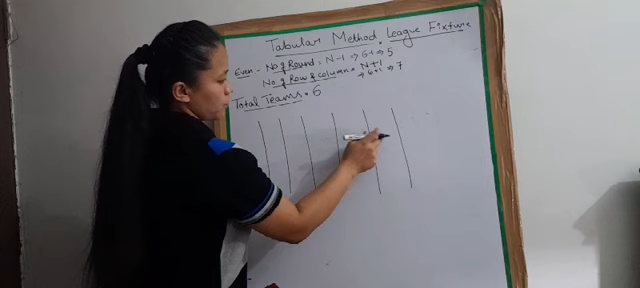 Tabular Method. League Fixture
Even - No of Round = N-1 => 6-1 => 5
No of Row & column = N+1
=> 6+1 => 7
Total Teams = 6